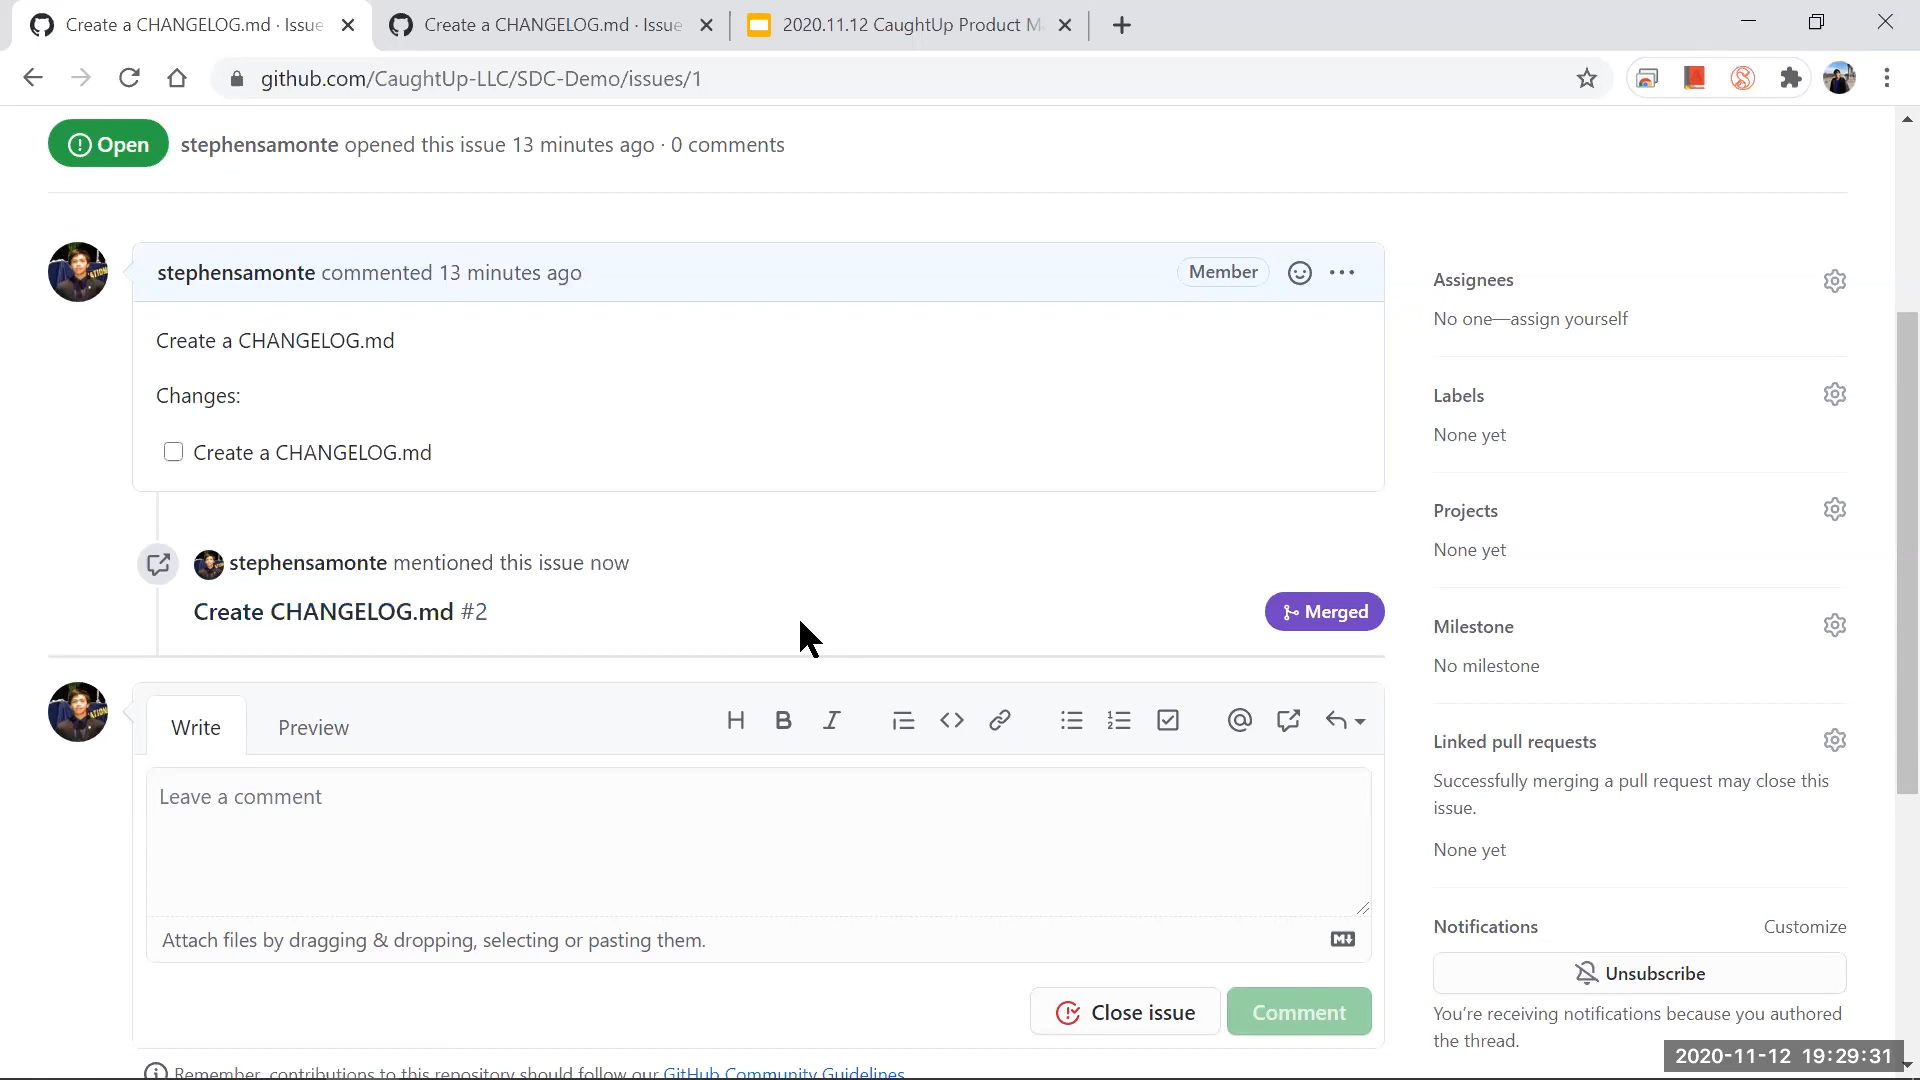 Create a CHANGELOG.md · Issue
Create a CHANGELOG.md · Issue
2020.11.12 CaughtUp Product M
github.com/CaughtUp-LLC/SDC-Demo/issues/1
Open
stephensamonte opened this issue 13 minutes ago · 0 comments
stephensamonte commented 13 minutes ago
Member
Create a CHANGELOG.md
Changes:
Create a CHANGELOG.md
stephensamonte mentioned this issue now
Create CHANGELOG.md #2
Merged
Write
Preview
Leave a comment
Attach files by dragging & dropping, selecting or pasting them.
Close issue
Comment
Remember, contributions to this repository should follow our GitHub Community Guidelines.
Assignees
No one—assign yourself
Labels
None yet
Projects
None yet
Milestone
No milestone
Linked pull requests
Successfully merging a pull request may close this
issue.
None yet
Notifications
Customize
Unsubscribe
You're receiving notifications because you authored
the thread.
2020-11-12 19:29:31